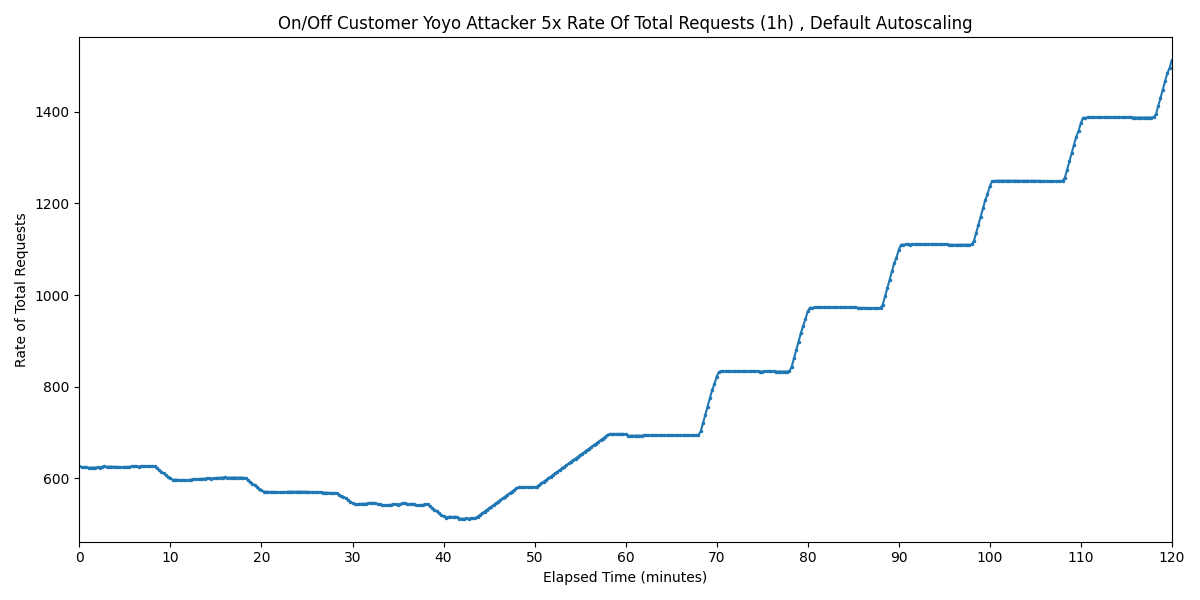 On/Off Customer Yoyo Attacker 5x Rate Of Total Requests (1h) , Default Autoscaling
Rate of Total Requests
1400
1200
1000
800
600
0 10 20 30 40 50 60 70 80 90 100 110 120
Elapsed Time (minutes)